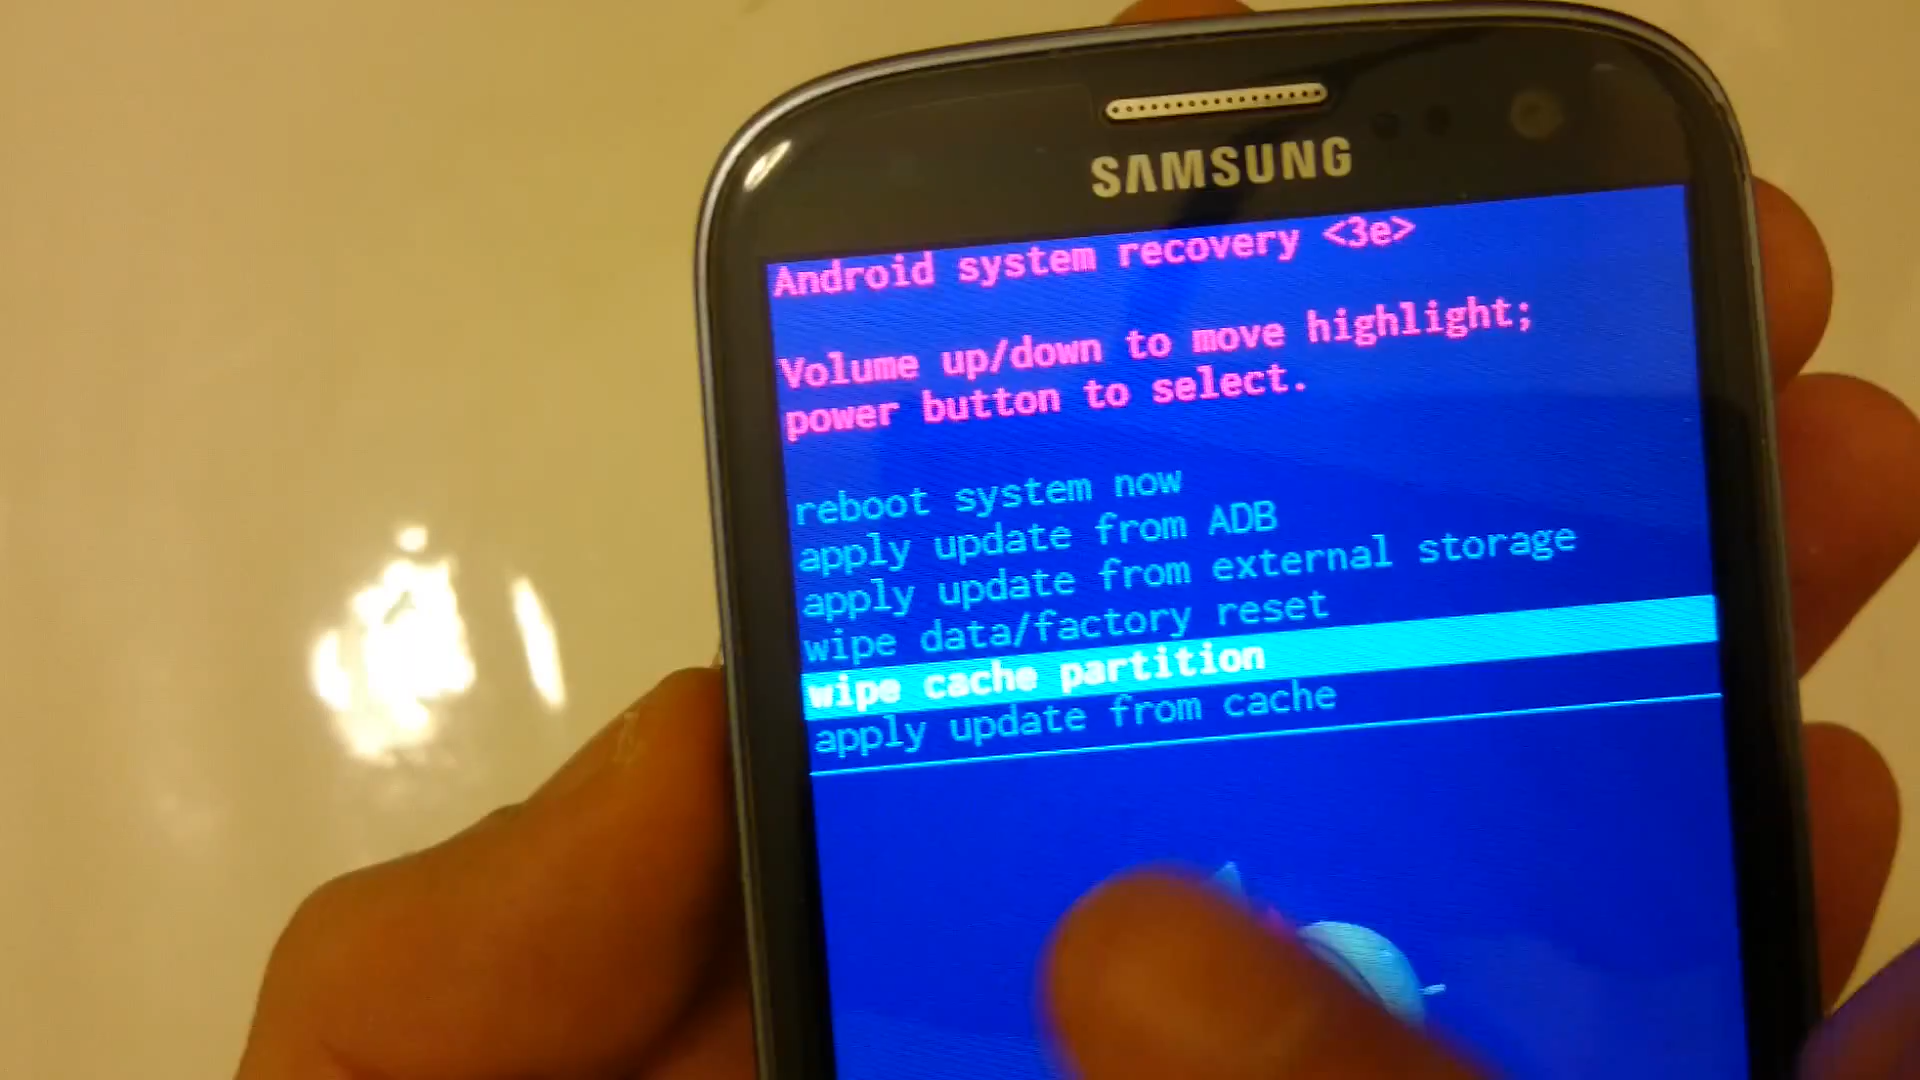 SAMSUNG
Android system recovery <3e>
Volume up/down to move highlight;
power button to select.
reboot system now
apply update from ADB
apply update from external storage
wipe data/factory reset
wipe cache partition
apply update from cache